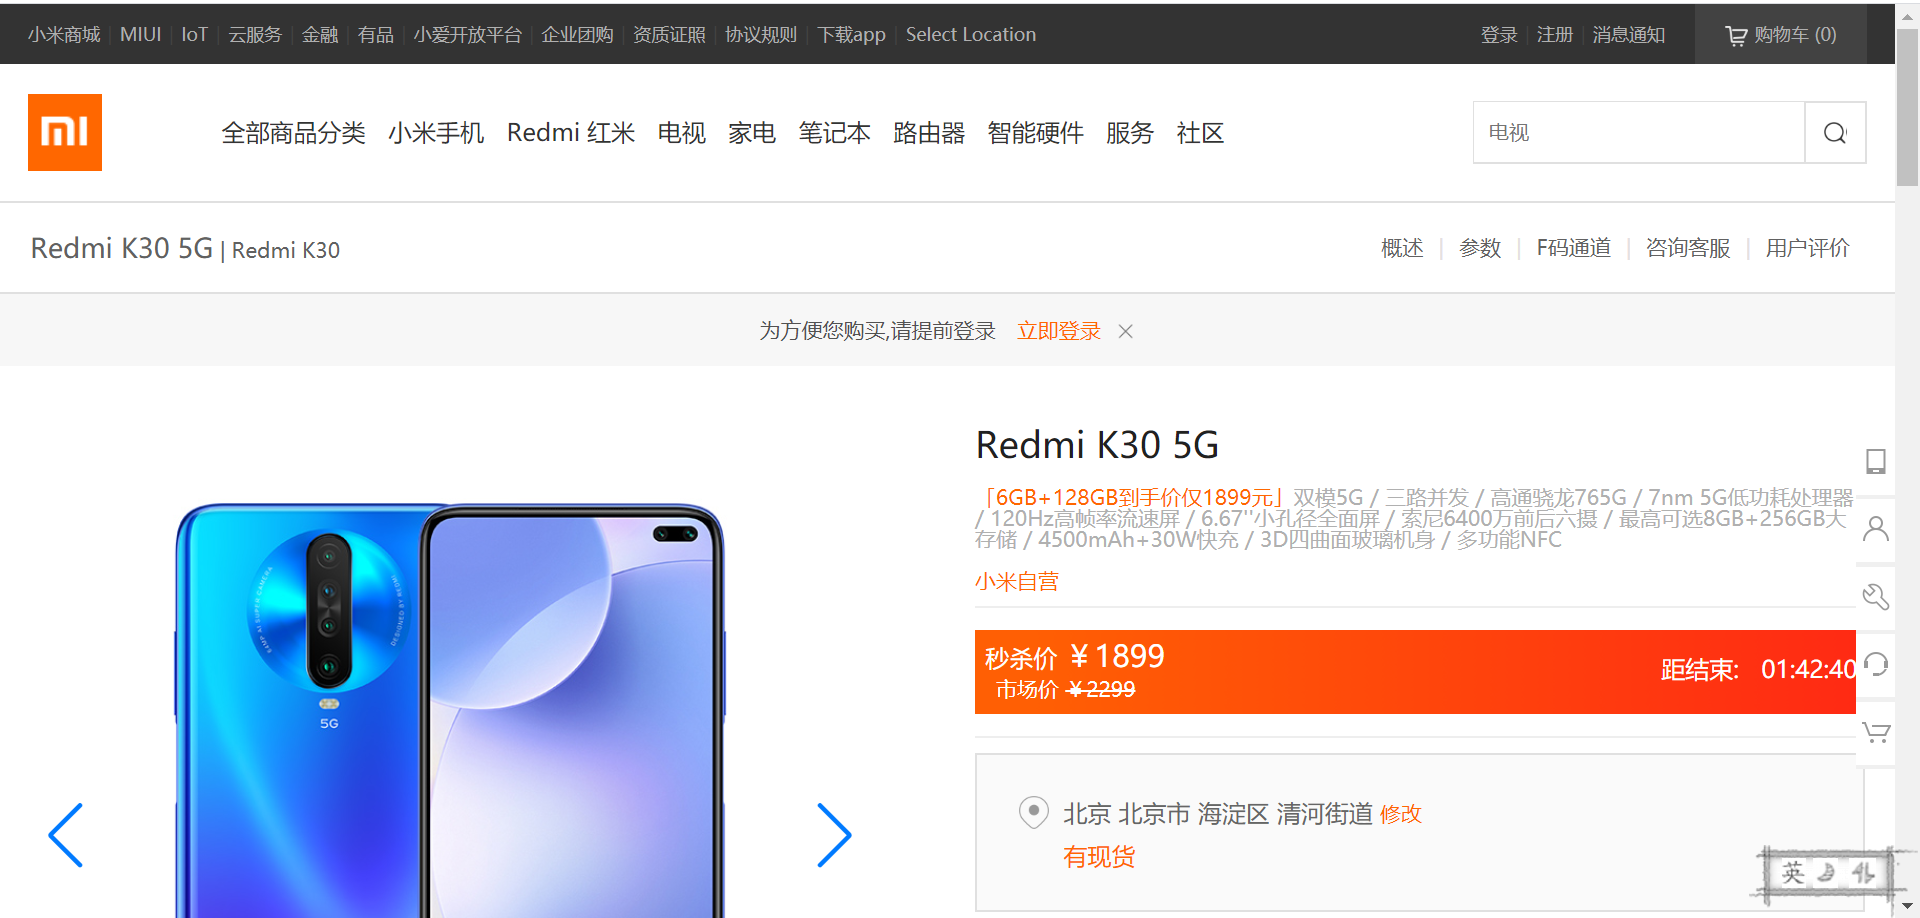 小米商城 MIUI IoT 云服务 金融 有品 小爱开放平台 企业团购 资质证照 协议规则 下载app Select Location 登录 注册 消息通知 购物车 (0)
全部商品分类 小米手机 Redmi 红米 电视 家电 笔记本 路由器 智能硬件 服务 社区 电视
Redmi K30 5G | Redmi K30 概述 | 参数 | F码通道 | 咨询客服 | 用户评价
为方便您购买,请提前登录 立即登录
Redmi K30 5G
「6GB+128GB到手价仅1899元」双模5G / 三路并发 / 高通骁龙765G / 7nm 5G低功耗处理器
/ 120Hz高帧率流速屏 / 6.67''小孔径全面屏 / 索尼6400万前后六摄 / 最高可选8GB+256GB大
存储 / 4500mAh+30W快充 / 3D四曲面玻璃机身 / 多功能NFC
小米自营
秒杀价 ¥ 1899
市场价 ¥ 2299
距结束: 01:42:40
64MP AI SUPER CAMERA
DESIGNED BY REDMI
5G
北京 北京市 海淀区 清河街道 修改
有现货
英